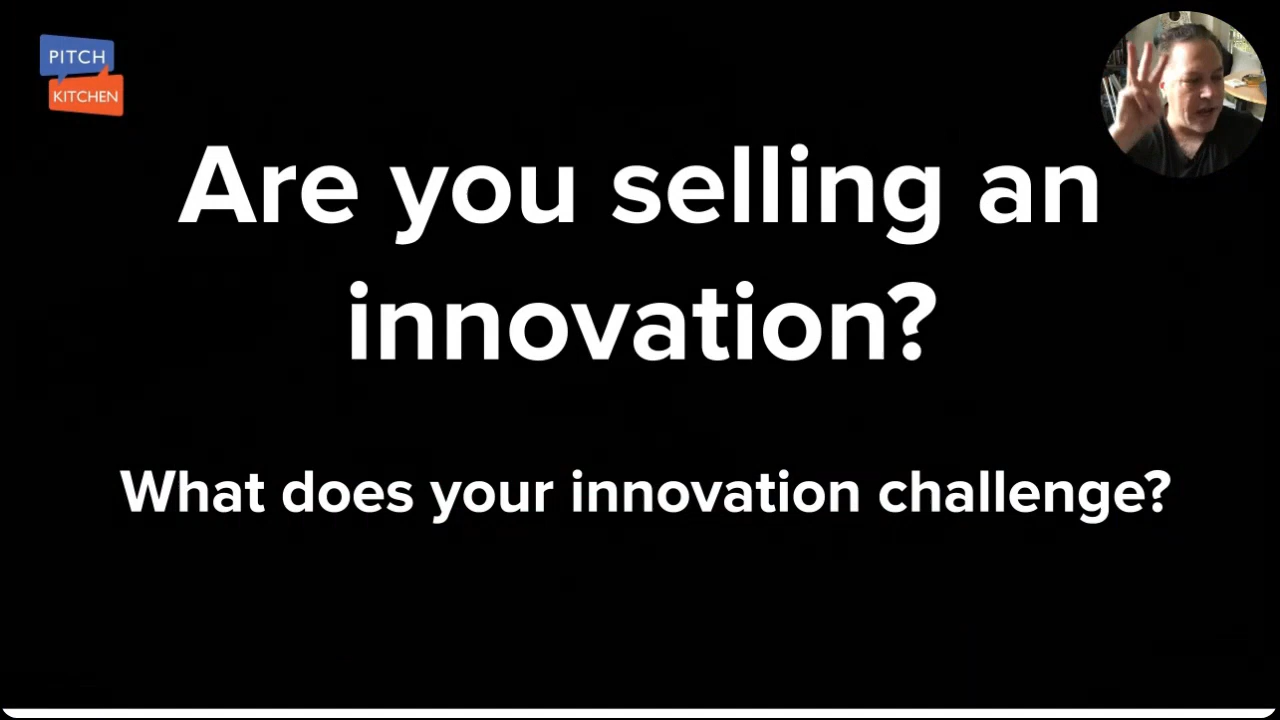 PITCH
KITCHEN
Are you selling an
innovation?
What does your innovation challenge?